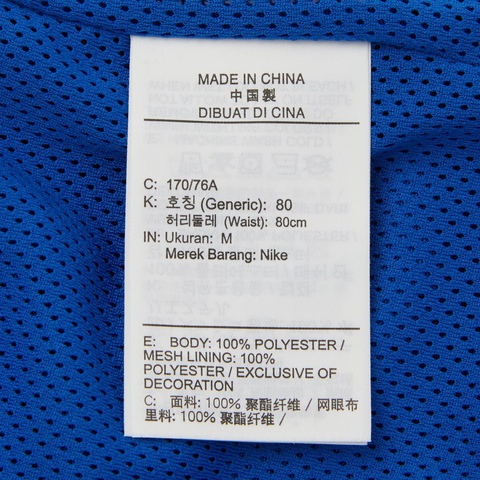 MADE IN CHINA
中国製
DIBUAT DI CINA
C: 170/76A
K: 호칭 (Generic): 80
허리둘레 (Waist): 80cm
IN: Ukuran: M
Merek Barang: Nike
E: BODY: 100% POLYESTER /
MESH LINING: 100%
POLYESTER / EXCLUSIVE OF
DECORATION
C: 面料: 100% 聚酯纤维 / 网眼布
里料: 100% 聚酯纤维 /